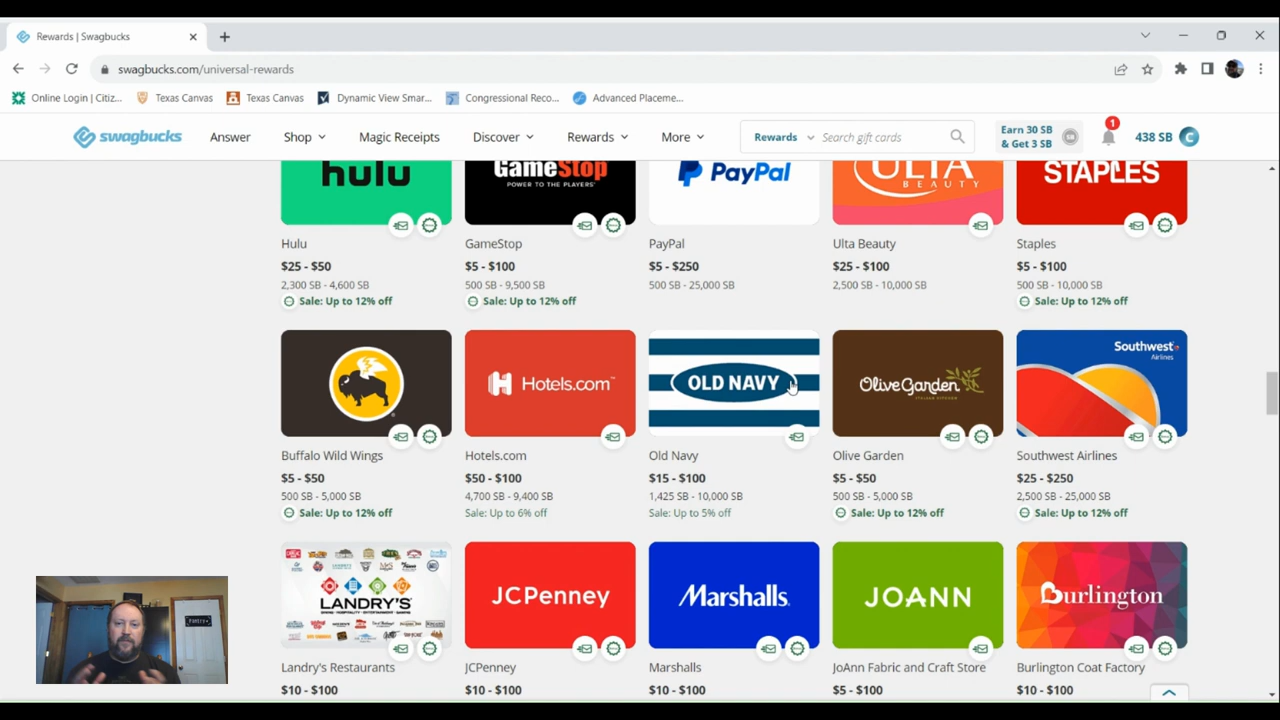 Rewards | Swagbucks
swagbucks.com/universal-rewards
Online Login | Citiz... Texas Canvas Texas Canvas Dynamic View Smar... Congressional Reco... Advanced Placeme...
swagbucks Answer Shop Magic Receipts Discover Rewards More Rewards Search gift cards Earn 30 SB & Get 3 SB 1 438 SB C
hulu GameStop POWER TO THE PLAYERS PayPal ULTA BEAUTY STAPLES
Hulu GameStop PayPal Ulta Beauty Staples
$25 - $50 $5 - $100 $5 - $250 $25 - $100 $5 - $100
2,300 SB - 4,600 SB 500 SB - 9,500 SB 500 SB - 25,000 SB 2,500 SB - 10,000 SB 500 SB - 10,000 SB
Sale: Up to 12% off Sale: Up to 12% off Sale: Up to 12% off
Hotels.com OLD NAVY Olive Garden ITALIAN KITCHEN Southwest Airlines
Buffalo Wild Wings Hotels.com Old Navy Olive Garden Southwest Airlines
$5 - $50 $50 - $100 $15 - $100 $5 - $50 $25 - $250
500 SB - 5,000 SB 4,700 SB - 9,400 SB 1,425 SB - 10,000 SB 500 SB - 5,000 SB 2,500 SB - 25,000 SB
Sale: Up to 12% off Sale: Up to 6% off Sale: Up to 5% off Sale: Up to 12% off Sale: Up to 12% off
LANDRY'S JCPenney Marshalls. JOANN Burlington
Landry's Restaurants JCPenney Marshalls JoAnn Fabric and Craft Store Burlington Coat Factory
$10 - $100 $10 - $100 $10 - $100 $5 - $100 $10 - $100